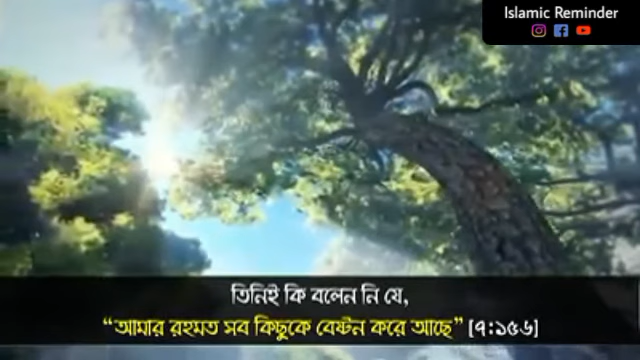 Islamic Reminder
তিনিই কি বলেন নি যে,
“আমার রহমত সব কিছুকে বেষ্টন করে আছে” [৭:১৫৬]